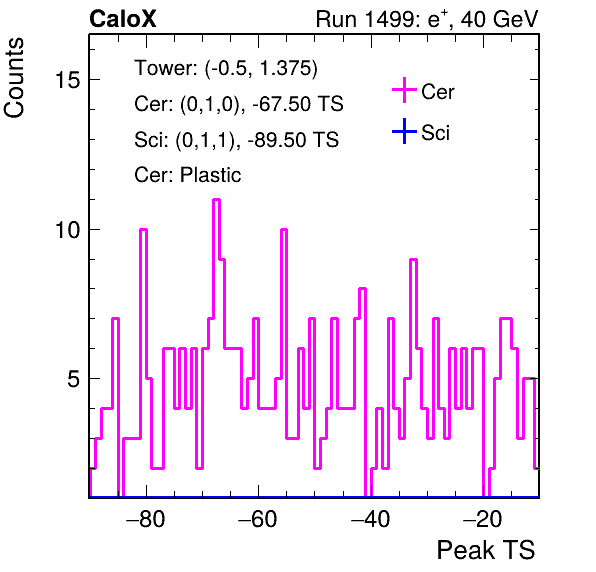 CaloX
Run 1499: e+, 40 GeV
Counts
15
10
5
Tower: (-0.5, 1.375)
Cer: (0,1,0), -67.50 TS
Sci: (0,1,1), -89.50 TS
Cer: Plastic
Cer
Sci
−80
−60
−40
−20
Peak TS